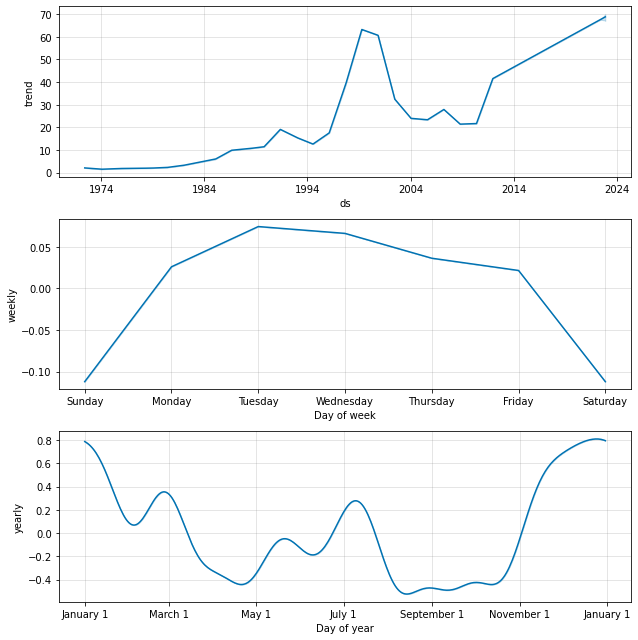 70
60
50
40
30
20
10
0
trend
1974 1984 1994 2004 2014 2024
ds
0.05
0.00
−0.05
−0.10
weekly
Sunday Monday Tuesday Wednesday Thursday Friday Saturday
Day of week
0.8
0.6
0.4
0.2
0.0
−0.2
−0.4
yearly
January 1 March 1 May 1 July 1 September 1 November 1 January 1
Day of year